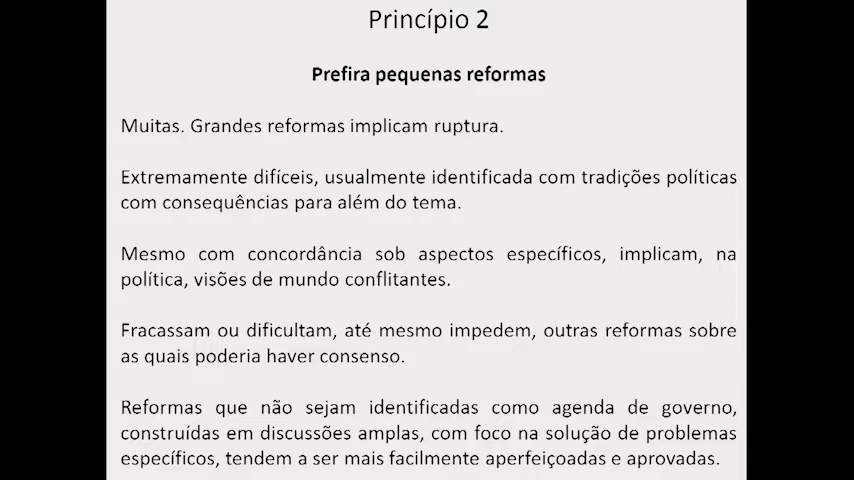 Princípio 2
Prefira pequenas reformas
Muitas. Grandes reformas implicam ruptura.
Extremamente difíceis, usualmente identificada com tradições políticas
com consequências para além do tema.
Mesmo com concordância sob aspectos específicos, implicam, na
política, visões de mundo conflitantes.
Fracassam ou dificultam, até mesmo impedem, outras reformas sobre
as quais poderia haver consenso.
Reformas que não sejam identificadas como agenda de governo,
construídas em discussões amplas, com foco na solução de problemas
específicos, tendem a ser mais facilmente aperfeiçoadas e aprovadas.